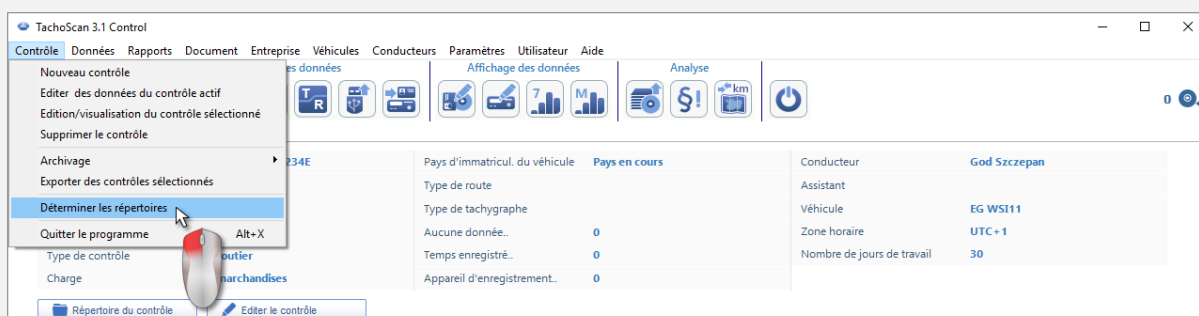 TachoScan 3.1 Control
Contrôle Données Rapports Document Entreprise Véhicules Conducteurs Paramètres Utilisateur Aide
Nouveau contrôle
Editer des données du contrôle actif
Edition/visualisation du contrôle sélectionné
Supprimer le contrôle
Archivage
Exporter des contrôles sélectionnés
Déterminer les répertoires
Quitter le programme Alt+X
es données Affichage des données Analyse
T R 7 M §! km
0
234E Pays d'immatricul. du véhicule Pays en cours Conducteur God Szczepan
Type de route Assistant
Type de tachygraphe Véhicule EG WSI11
Aucune donnée.. 0 Zone horaire UTC+1
Type de contrôle outier Temps enregistré.. 0 Nombre de jours de travail 30
Charge marchandises Appareil d'enregistrement.. 0
Répertoire du contrôle Editer le contrôle